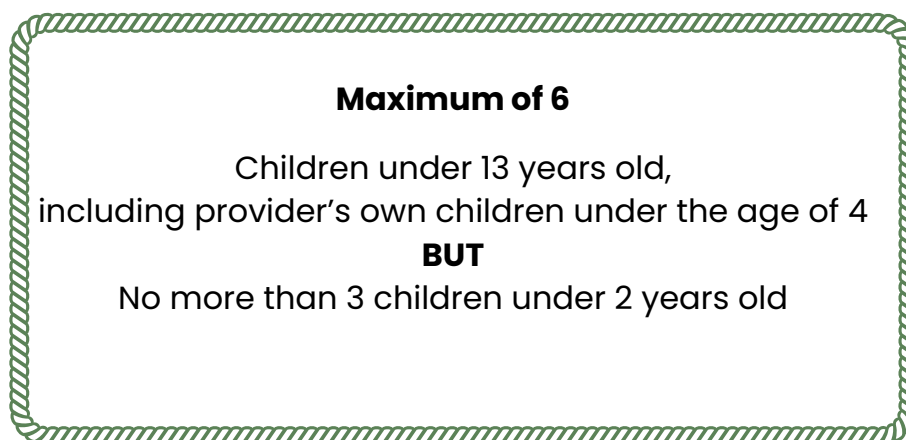 Maximum of 6
Children under 13 years old,
including provider’s own children under the age of 4
BUT
No more than 3 children under 2 years old